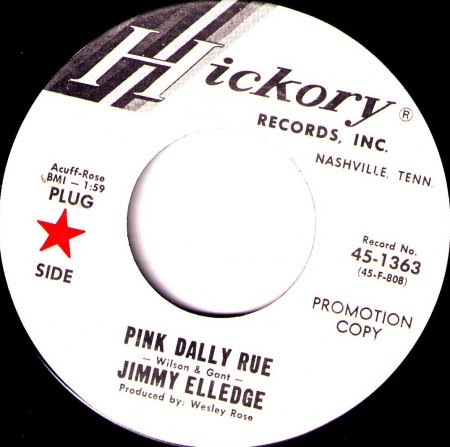 Hickory®
RECORDS, INC.
NASHVILLE, TENN.
Acuff-Rose
BMI - 1:59
PLUG
SIDE
Record No.
45-1363
(45-F-808)
PROMOTION
COPY
PINK DALLY RUE
- Wilson & Gant -
JIMMY ELLEDGE
Produced by: Wesley Rose